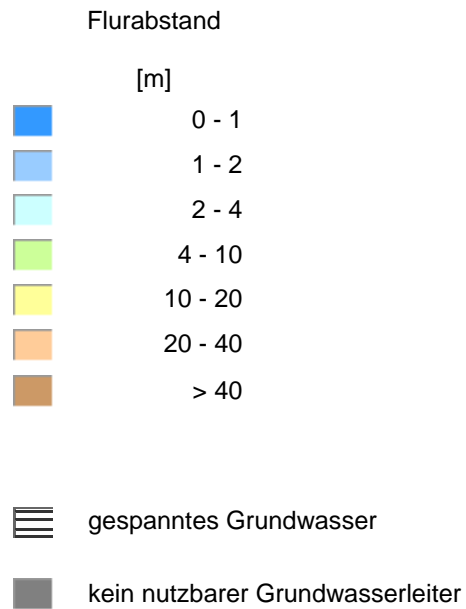 Flurabstand
[m]
0 - 1
1 - 2
2 - 4
4 - 10
10 - 20
20 - 40
> 40
gespanntes Grundwasser
kein nutzbarer Grundwasserleiter